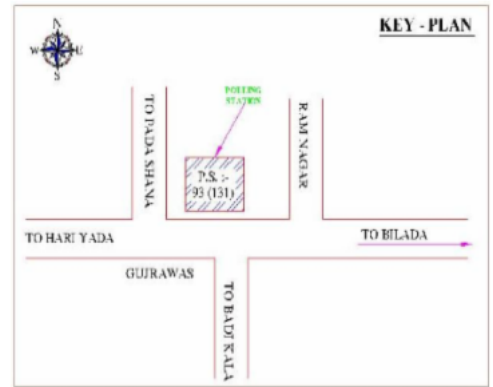 N
KEY - PLAN
W
E
S
POLLING
STATION
TO PADA SHANA
RAM NAGAR
P.S. :-
93 (131)
TO HARI YADA
TO BILADA
GUJRAWAS
TO BADI KALA